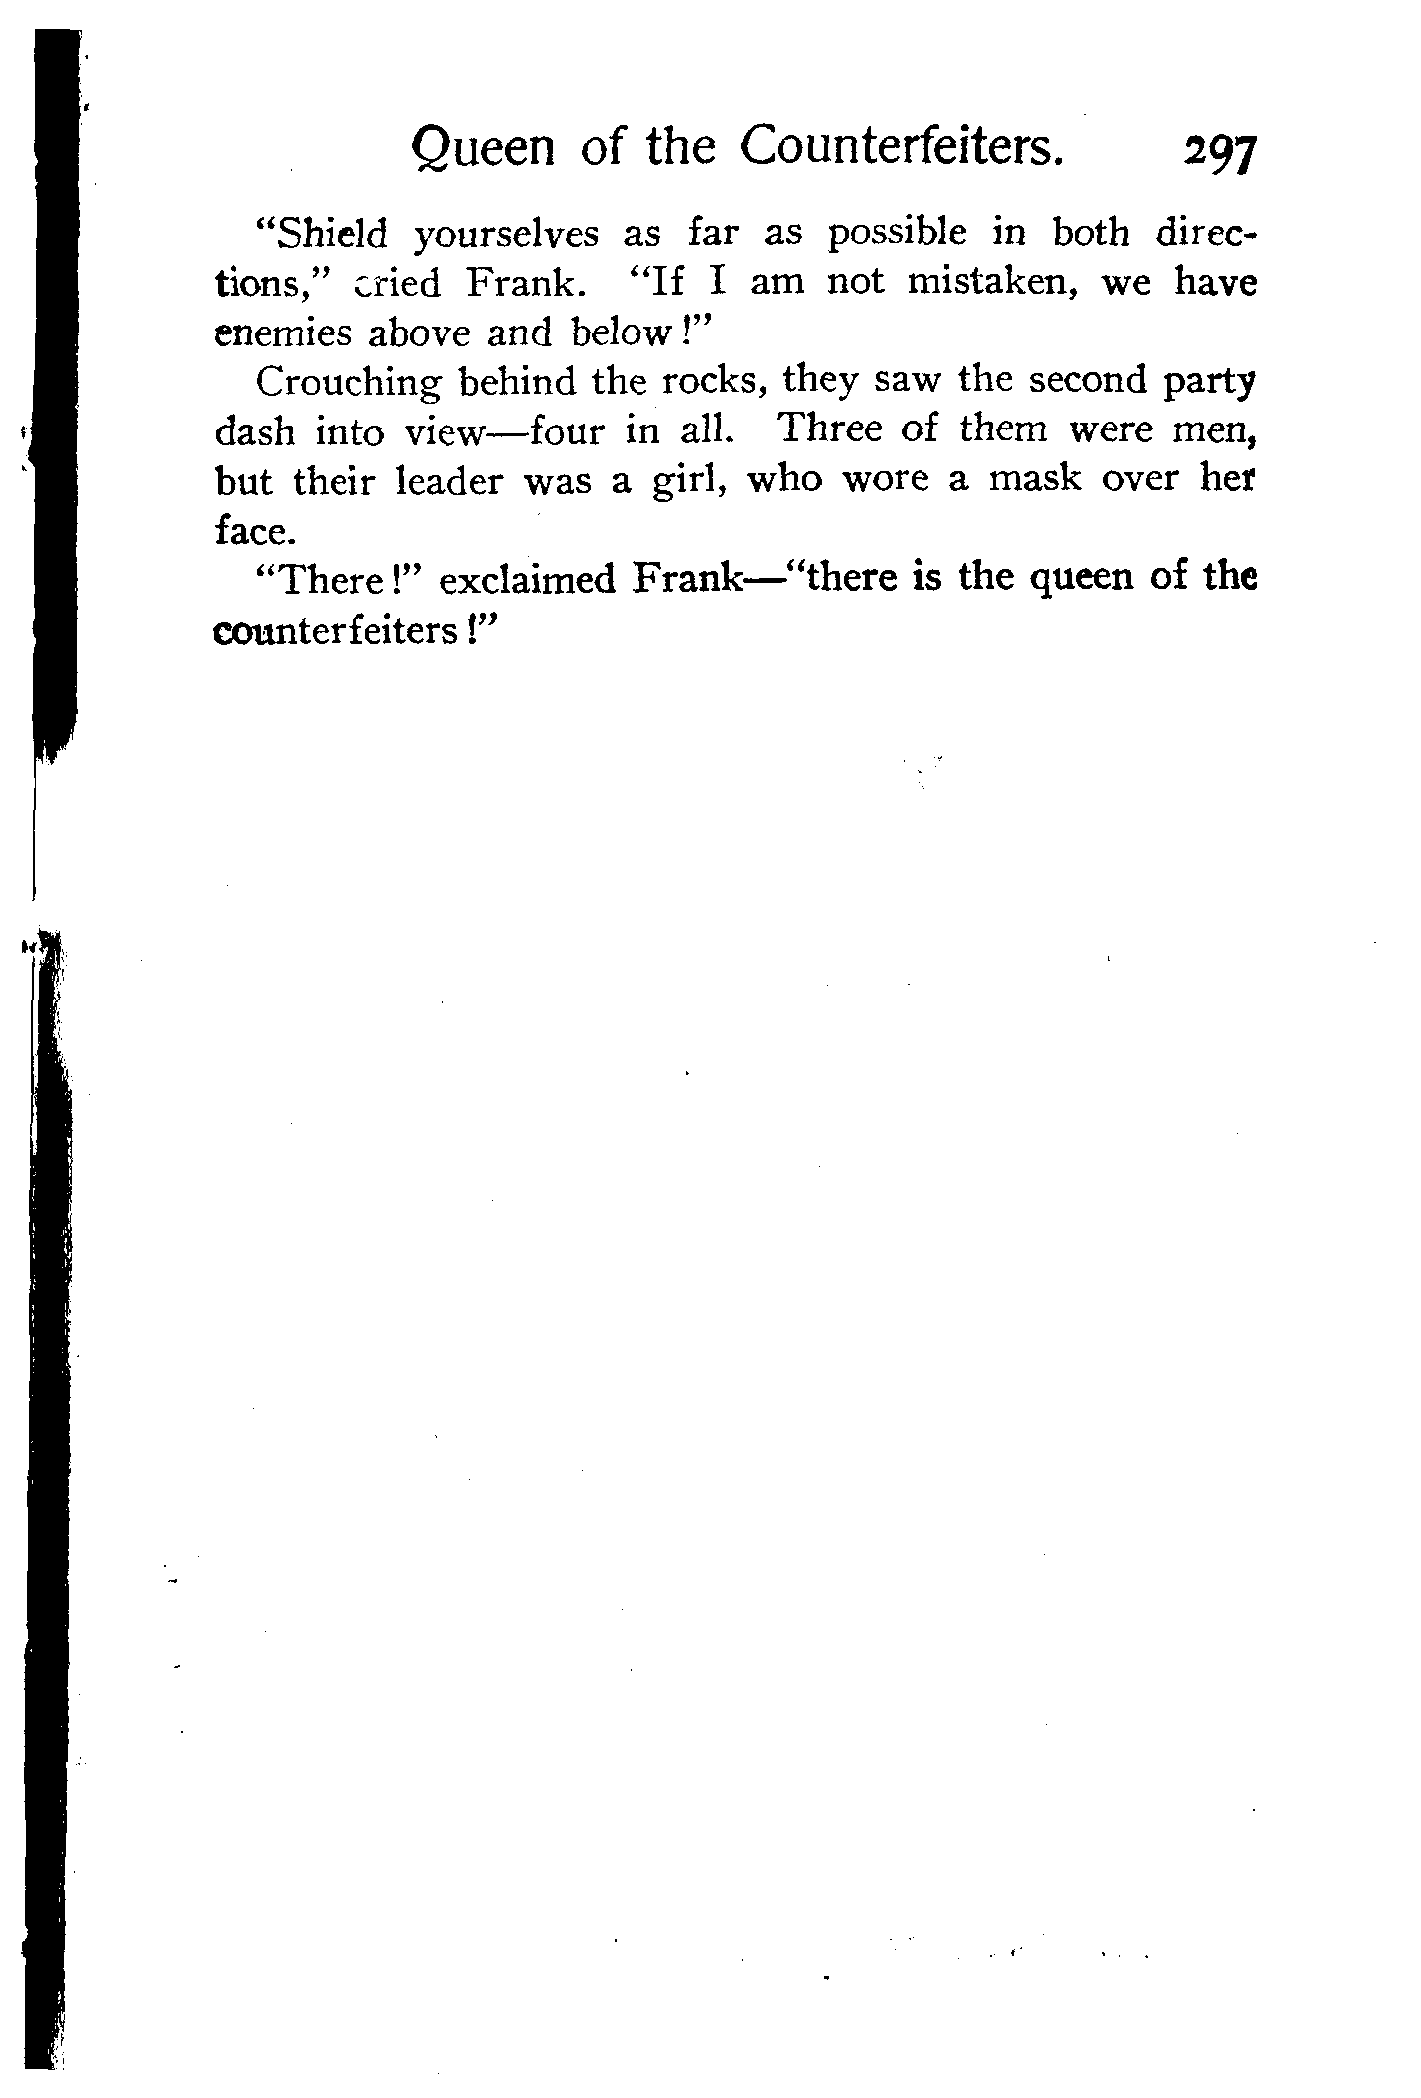 Queen of the Counterfeiters. 297
“Shield yourselves as far as possible in both direc-
tions,” cried Frank. “If I am not mistaken, we have
enemies above and below!”
Crouching behind the rocks, they saw the second party
dash into view—four in all. Three of them were men,
but their leader was a girl, who wore a mask over her
face.
“There!” exclaimed Frank—“there is the queen of the
counterfeiters!”